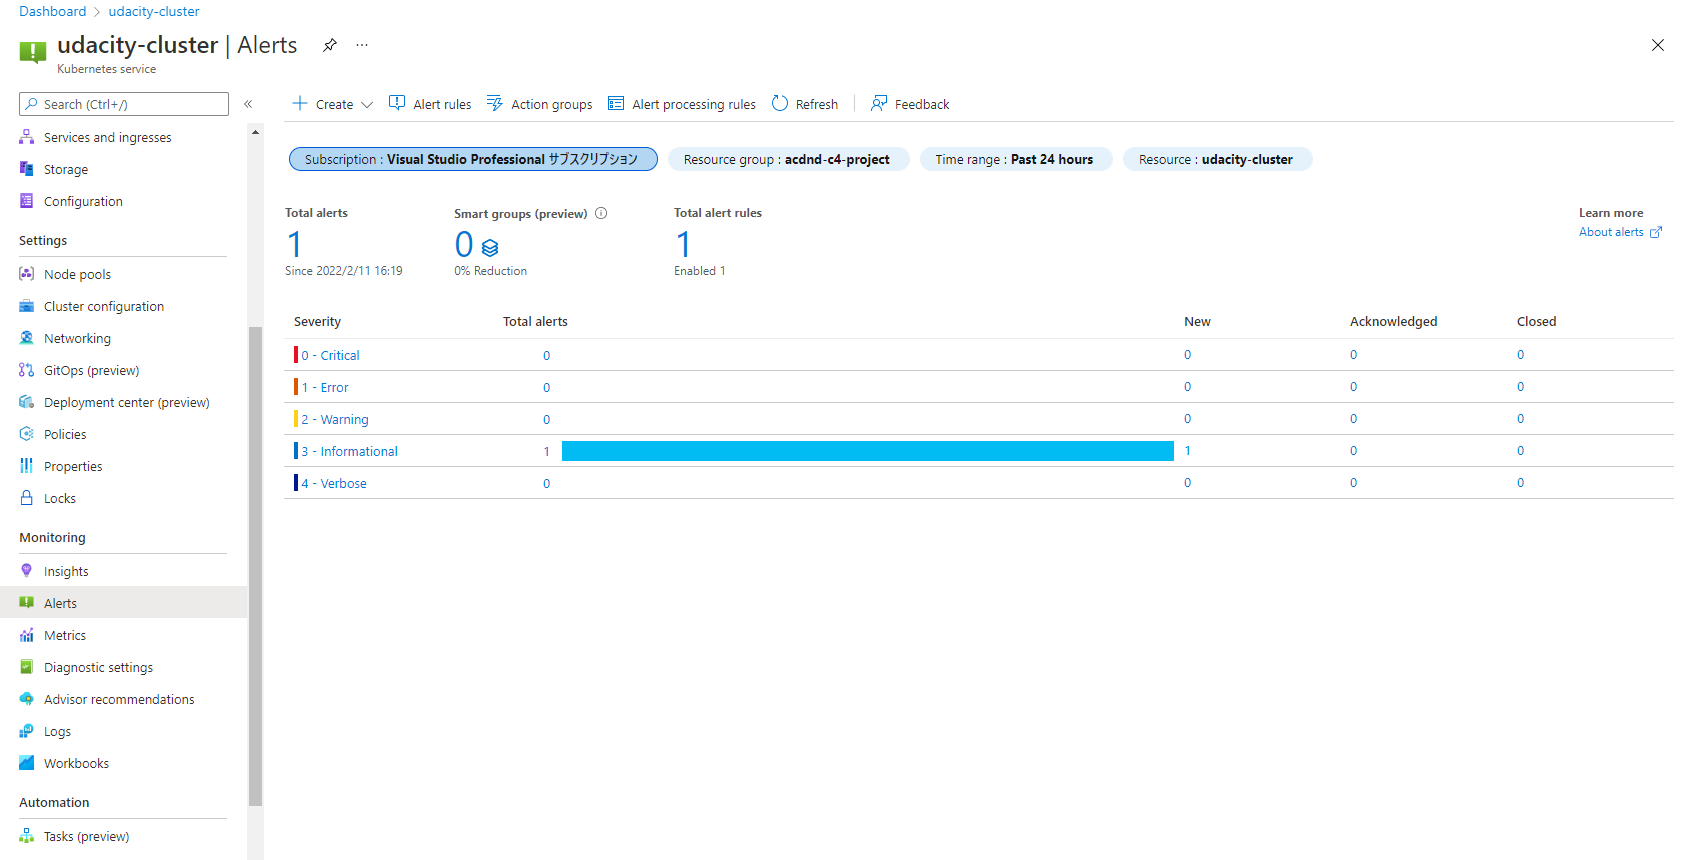 Dashboard > udacity-cluster
udacity-cluster | Alerts
Kubernetes service
Search (Ctrl+/)
Services and ingresses
Storage
Configuration
Settings
Node pools
Cluster configuration
Networking
GitOps (preview)
Deployment center (preview)
Policies
Properties
Locks
Monitoring
Insights
Alerts
Metrics
Diagnostic settings
Advisor recommendations
Logs
Workbooks
Automation
Tasks (preview)
Create Alert rules Action groups Alert processing rules Refresh Feedback
Subscription : Visual Studio Professional サブスクリプション Resource group : acdnd-c4-project Time range : Past 24 hours Resource : udacity-cluster
Total alerts Smart groups (preview) Total alert rules Learn more
1 0 1 About alerts
Since 2022/2/11 16:19 0% Reduction Enabled 1
Severity Total alerts New Acknowledged Closed
0 - Critical 0 0 0 0
1 - Error 0 0 0 0
2 - Warning 0 0 0 0
3 - Informational 1 1 0 0
4 - Verbose 0 0 0 0